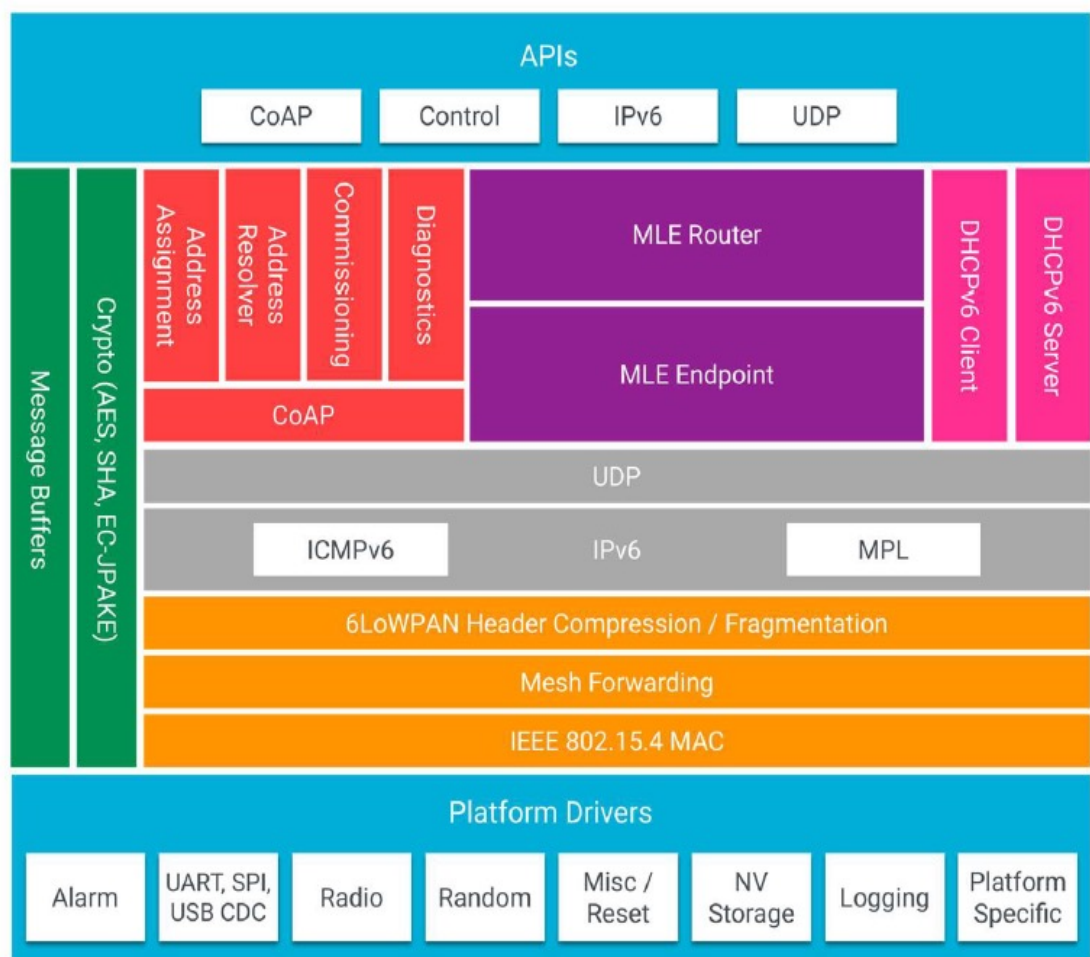 APIs
CoAP
Control
IPv6
UDP
Message Buffers
Crypto (AES, SHA, EC-JPAKE)
Address
Assignment
Address
Resolver
Commissioning
Diagnostics
CoAP
MLE Router
MLE Endpoint
DHCPv6 Client
DHCPv6 Server
UDP
ICMPv6
IPv6
MPL
6LoWPAN Header Compression / Fragmentation
Mesh Forwarding
IEEE 802.15.4 MAC
Platform Drivers
Alarm
UART, SPI,
USB CDC
Radio
Random
Misc /
Reset
NV
Storage
Logging
Platform
Specific